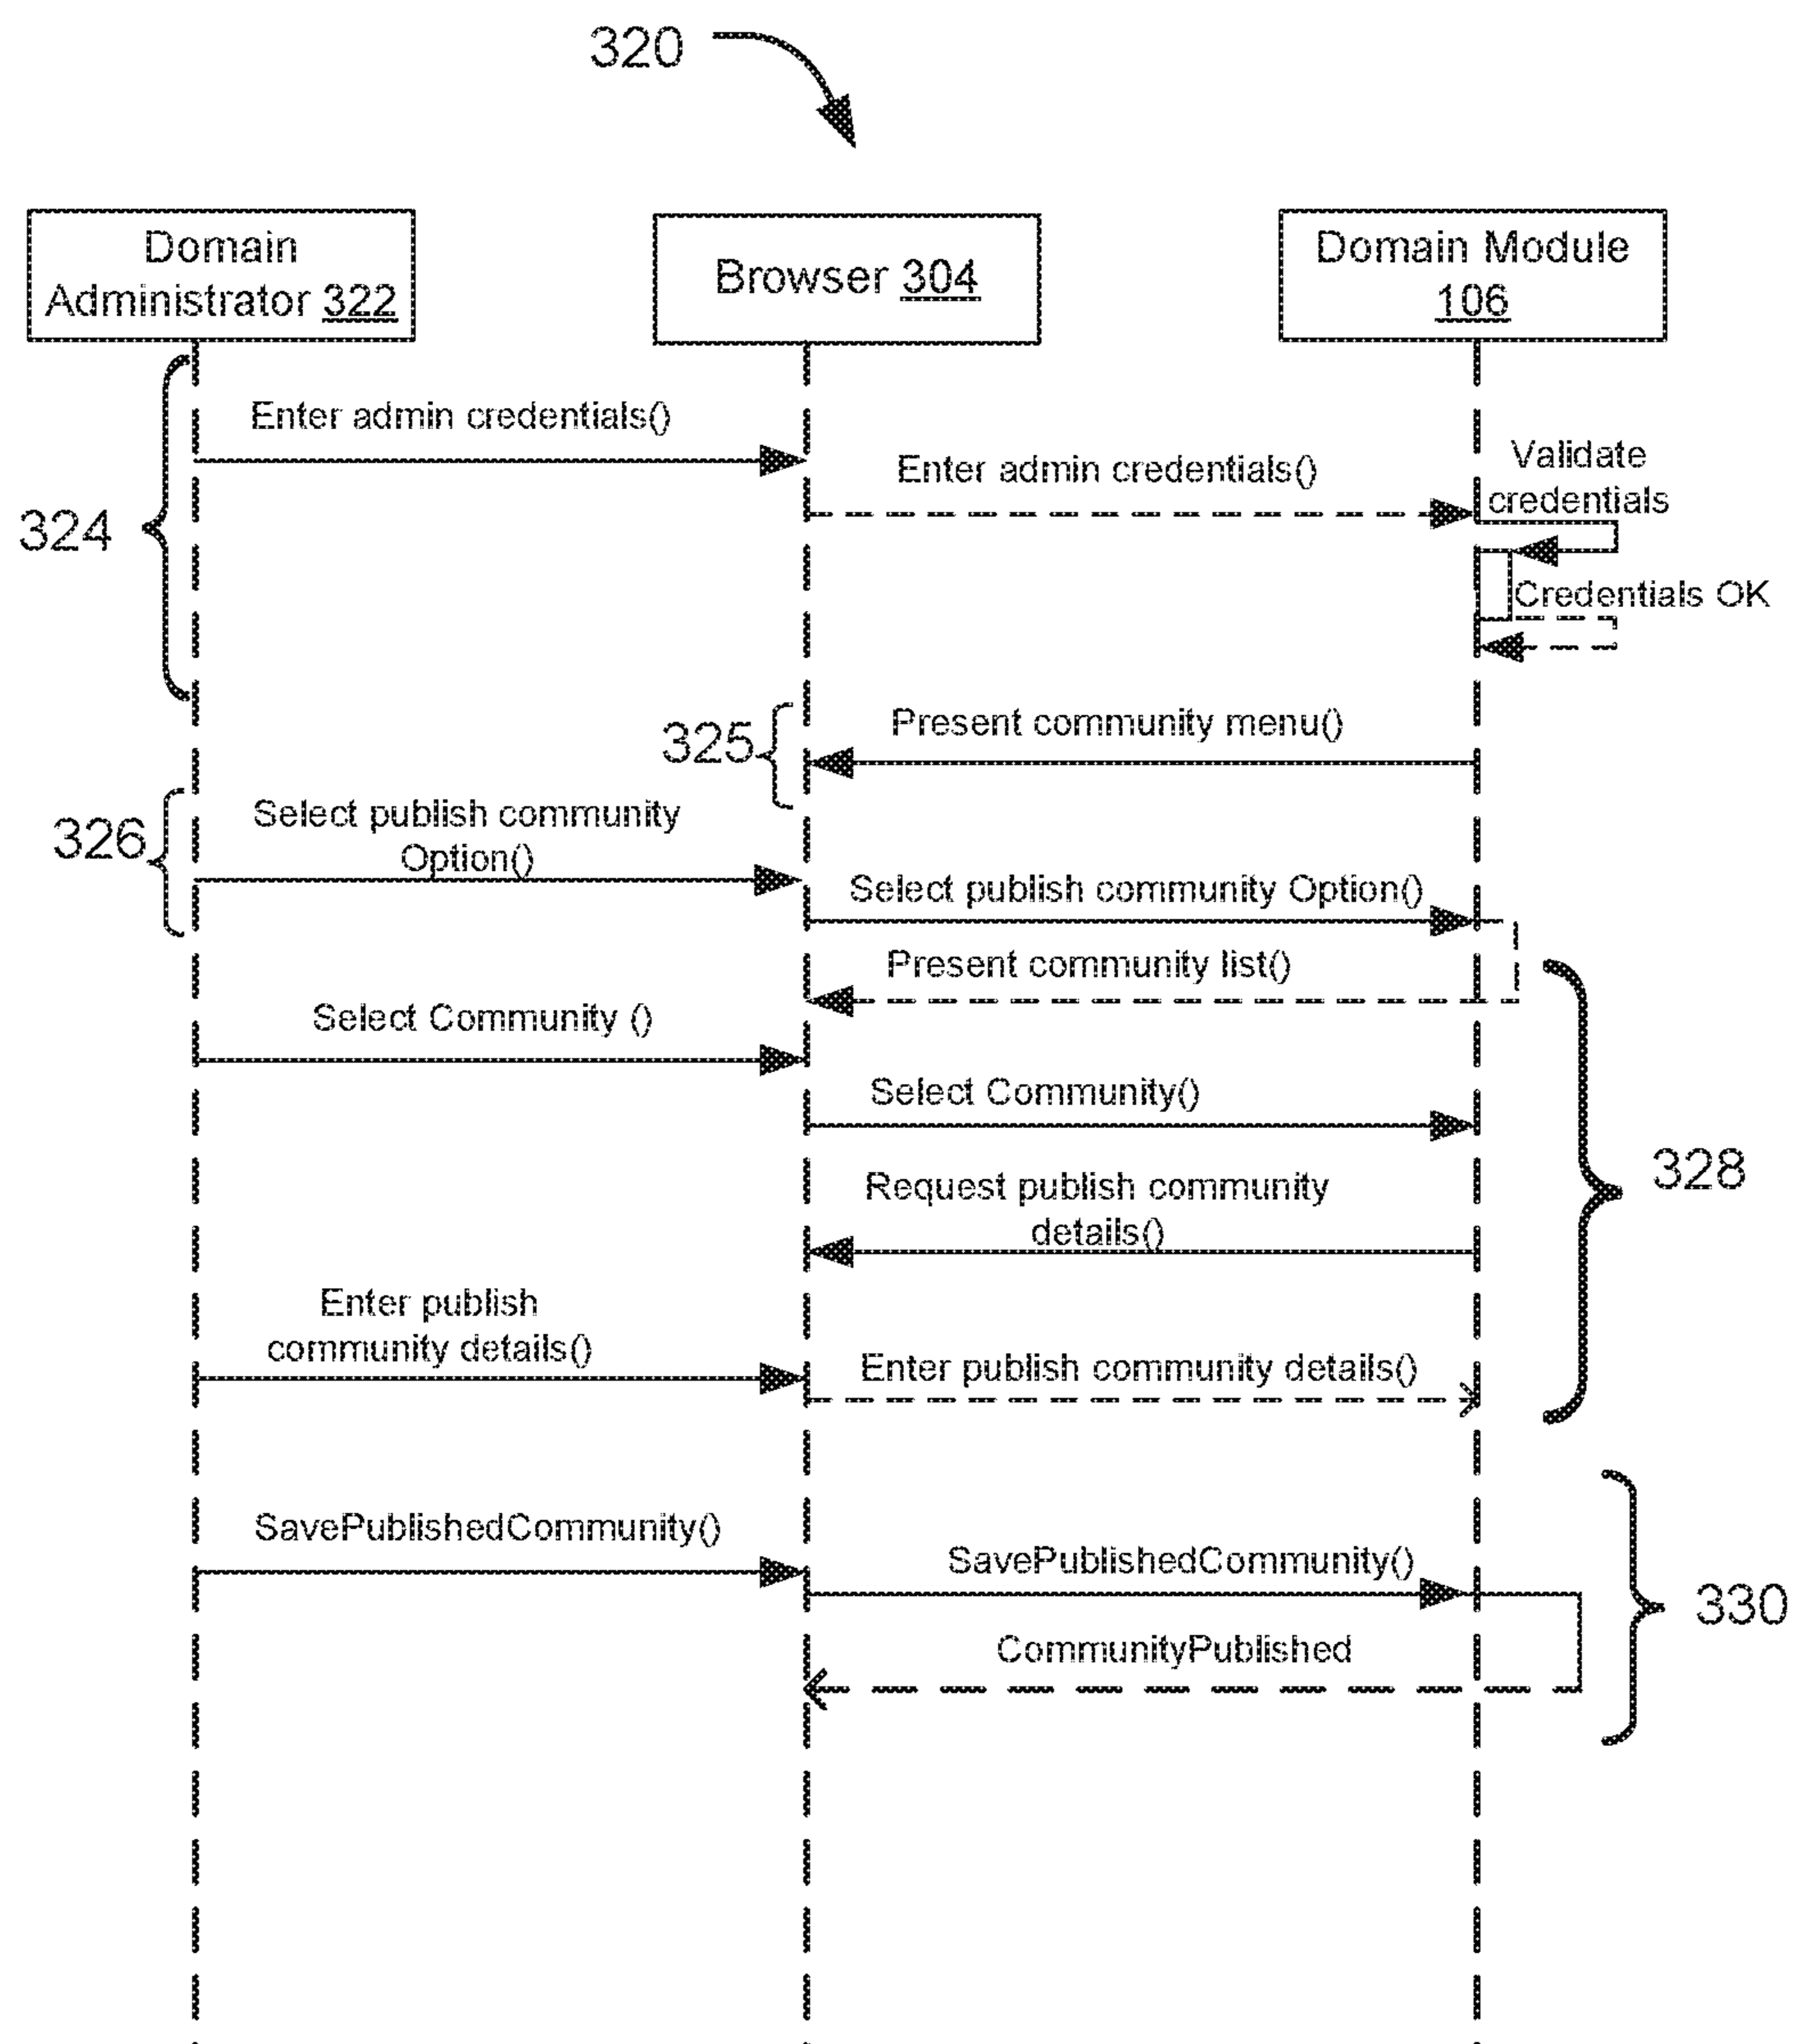 320
Domain
Administrator 322
Browser 304
Domain Module
106
Enter admin credentials()
Enter admin credentials()
Validate
credentials
324
Credentials OK
Present community menu()
325
Select publish community
Option()
326
Select publish community Option()
Present community list()
Select Community ()
Select Community()
328
Request publish community
details()
Enter publish
community details()
Enter publish community details()
SavePublishedCommunity()
SavePublishedCommunity()
330
CommunityPublished